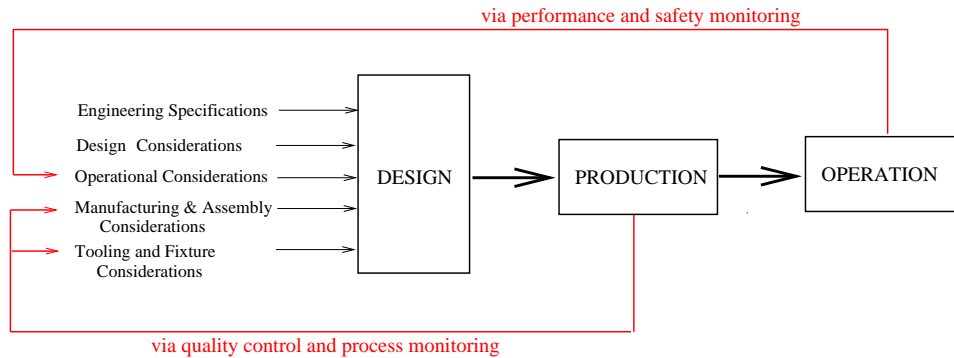 via performance and safety monitoring
Engineering Specifications
Design Considerations
Operational Considerations
Manufacturing & Assembly
Considerations
Tooling and Fixture
Considerations
DESIGN
PRODUCTION
OPERATION
via quality control and process monitoring